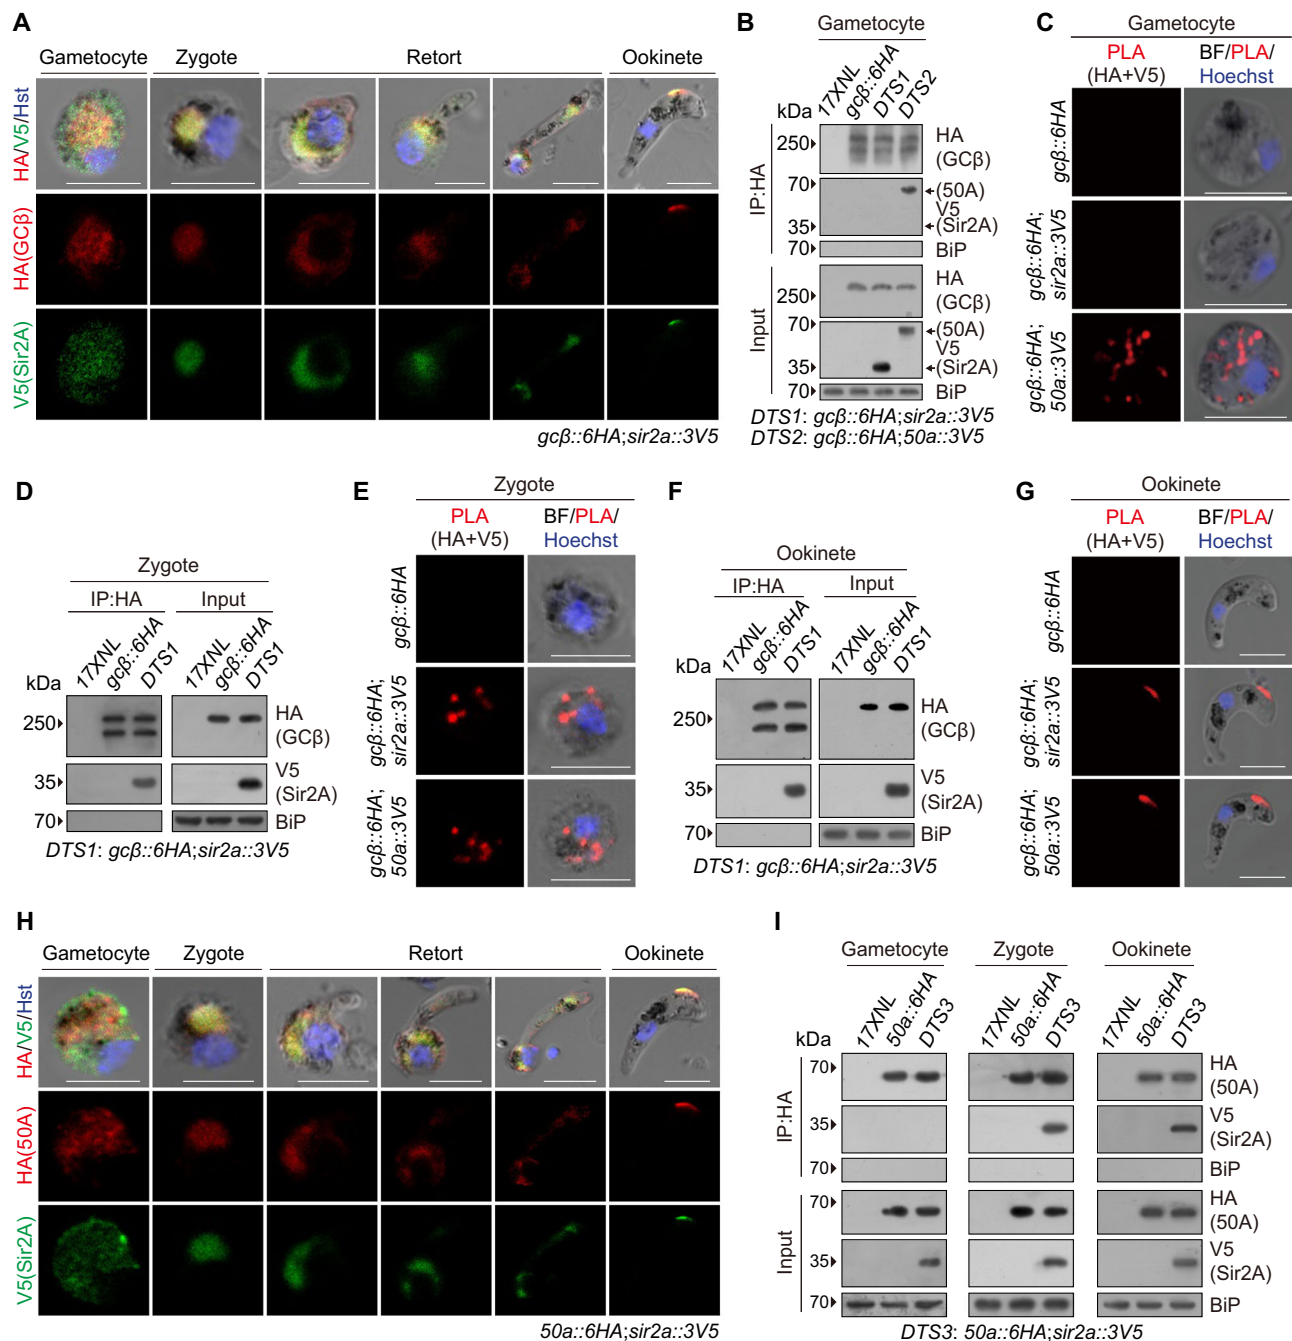 A
Gametocyte Zygote Retort Ookinete
HA/V5/Hst
HA(GCβ)
V5(Sir2A)
gcβ::6HA;sir2a::3V5
B
Gametocyte
17XNL gcβ::6HA DTS1 DTS2
kDa
IP:HA
250 HA
(GCβ)
70 (50A)
V5
35 (Sir2A)
70 BiP
Input
HA
250 (GCβ)
70 (50A)
V5
35 (Sir2A)
70 BiP
DTS1: gcβ::6HA;sir2a::3V5
DTS2: gcβ::6HA;50a::3V5
C
Gametocyte
PLA BF/PLA/
(HA+V5) Hoechst
gcβ::6HA
gcβ::6HA;
sir2a::3V5
gcβ::6HA;
50a::3V5
D
Zygote
IP:HA Input
17XNL gcβ::6HA DTS1 17XNL gcβ::6HA DTS1
kDa
250 HA
(GCβ)
35 V5
(Sir2A)
70 BiP
DTS1: gcβ::6HA;sir2a::3V5
E
Zygote
PLA BF/PLA/
(HA+V5) Hoechst
gcβ::6HA
gcβ::6HA;
sir2a::3V5
gcβ::6HA;
50a::3V5
F
Ookinete
IP:HA Input
17XNL gcβ::6HA DTS1 17XNL gcβ::6HA DTS1
kDa
250 HA
(GCβ)
35 V5
(Sir2A)
70 BiP
DTS1: gcβ::6HA;sir2a::3V5
G
Ookinete
PLA BF/PLA/
(HA+V5) Hoechst
gcβ::6HA
gcβ::6HA;
sir2a::3V5
gcβ::6HA;
50a::3V5
H
Gametocyte Zygote Retort Ookinete
HA/V5/Hst
HA(50A)
V5(Sir2A)
50a::6HA;sir2a::3V5
I
Gametocyte Zygote Ookinete
17XNL 50a::6HA DTS3 17XNL 50a::6HA DTS3 17XNL 50a::6HA DTS3
kDa
IP:HA
70 HA
(50A)
35 V5
(Sir2A)
70 BiP
Input
70 HA
(50A)
35 V5
(Sir2A)
70 BiP
DTS3: 50a::6HA;sir2a::3V5